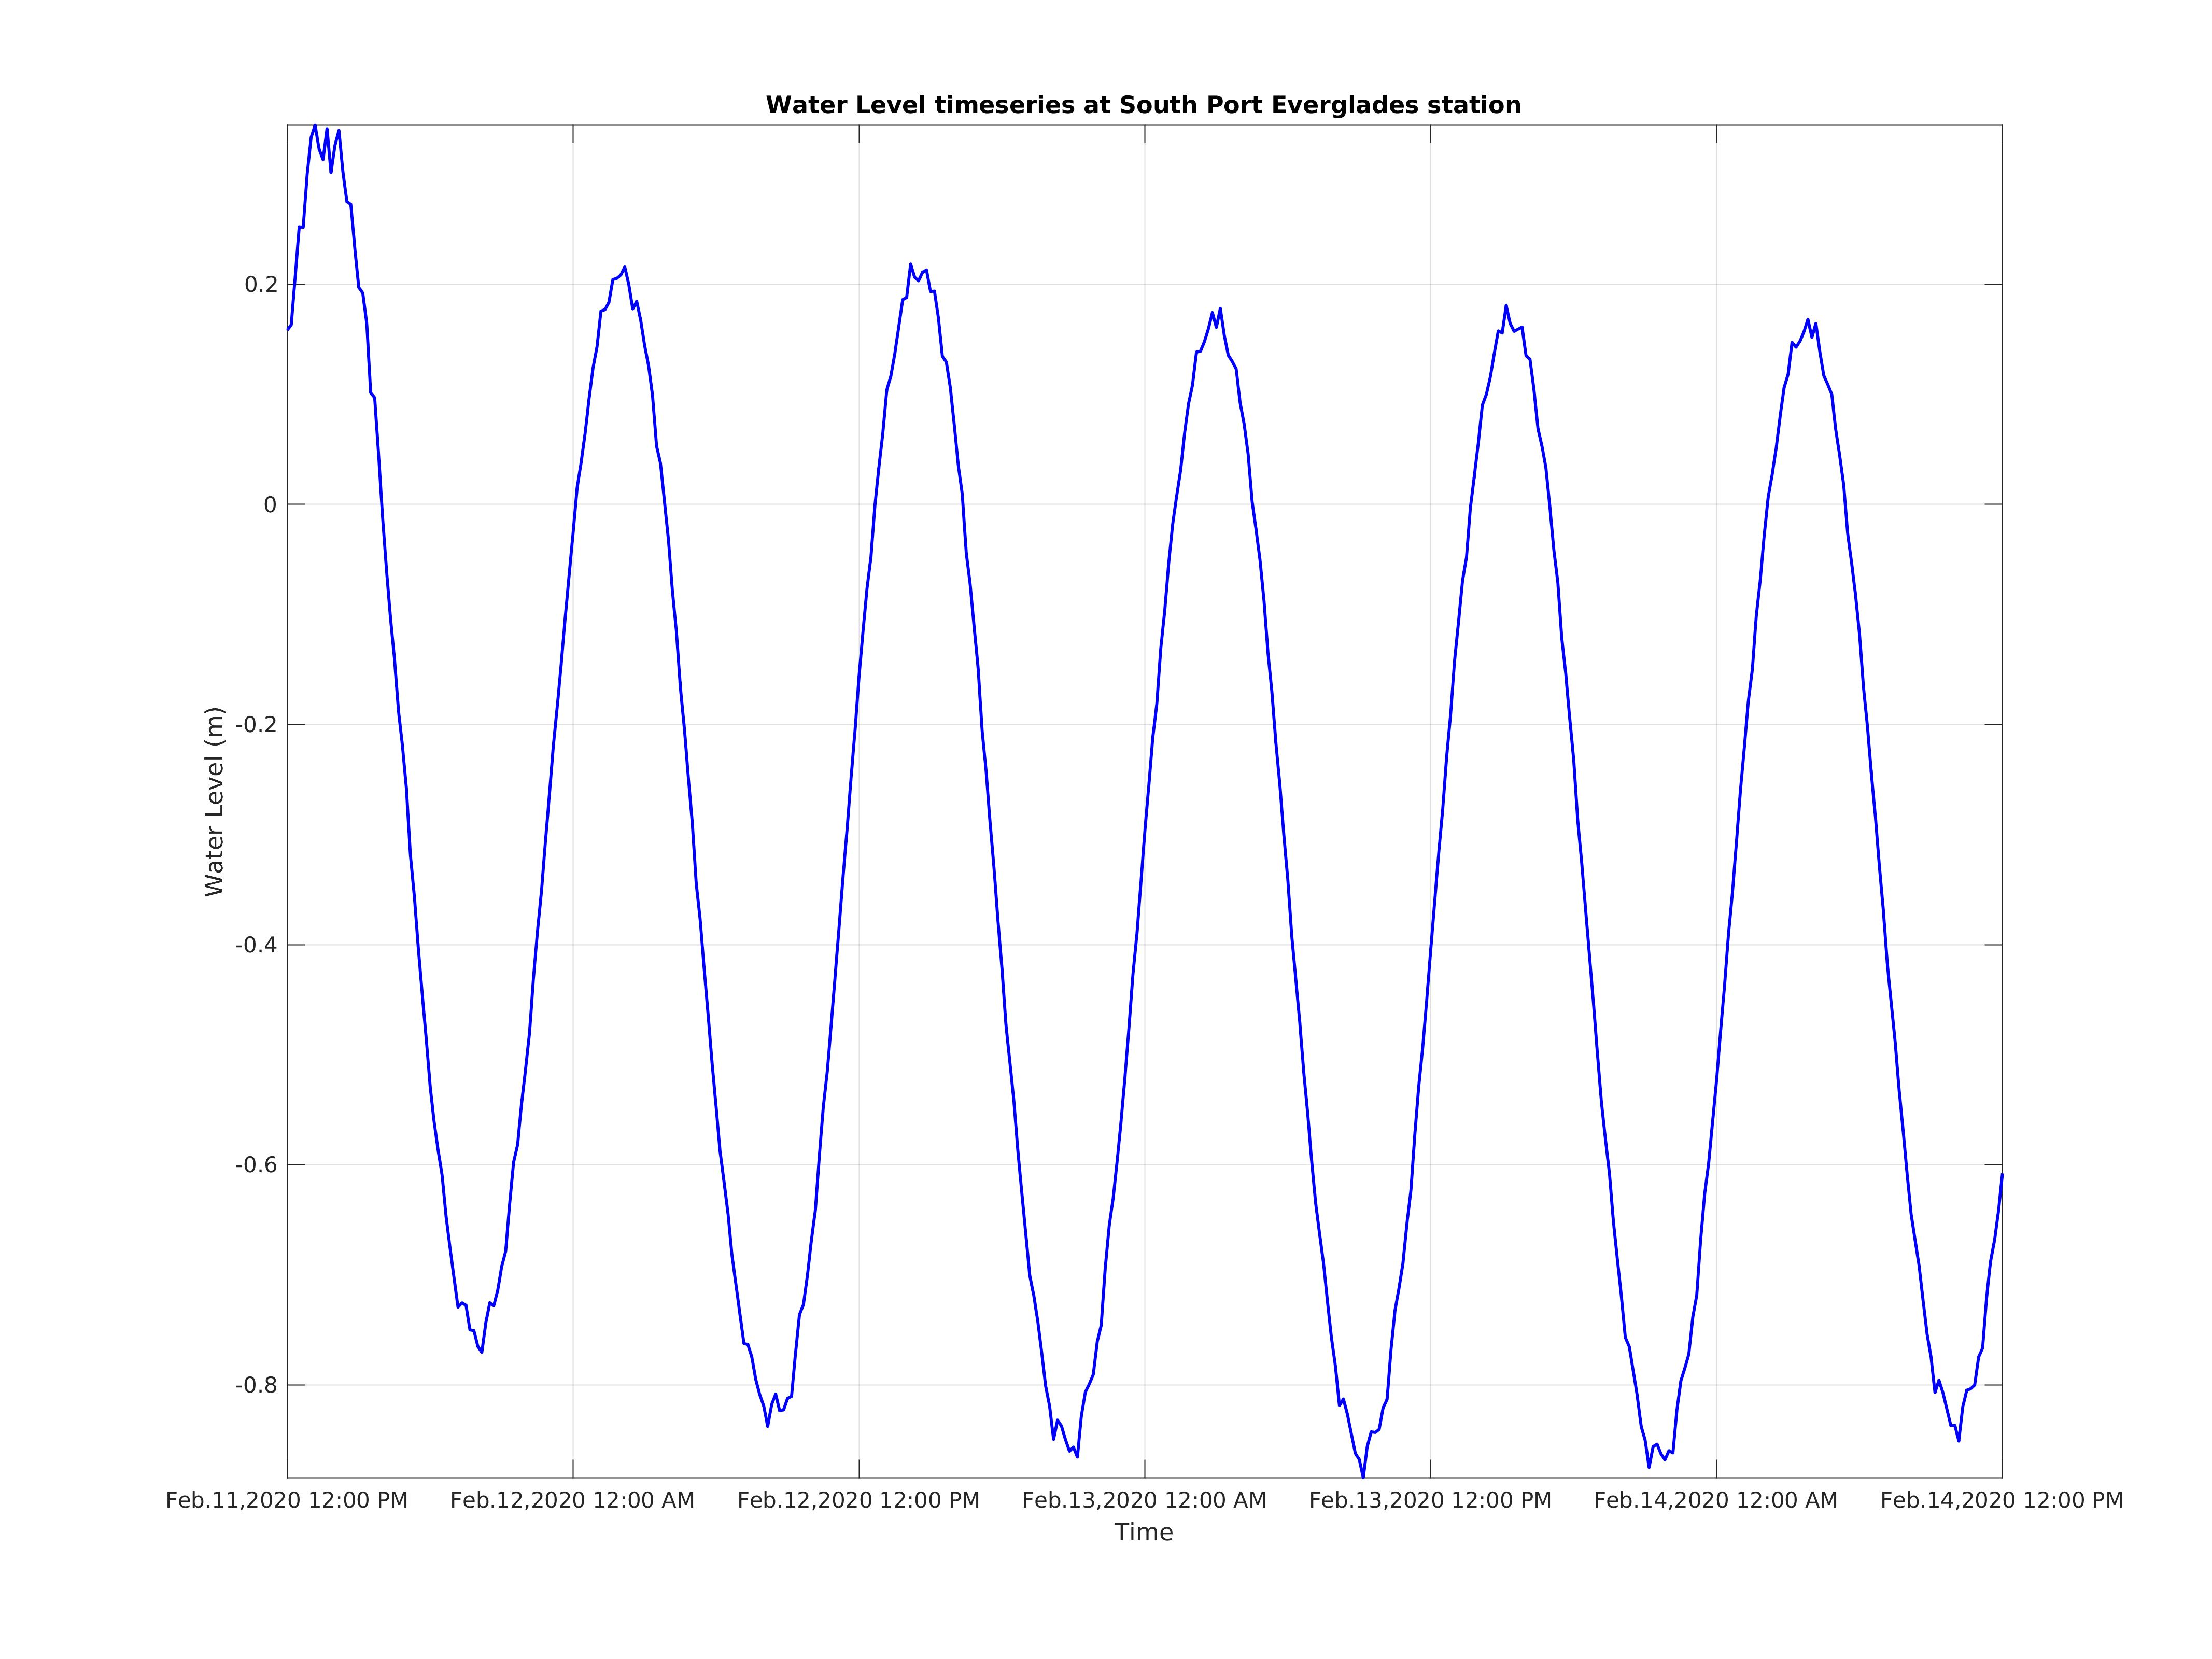 Water Level timeseries at South Port Everglades station
0.2
0
-0.2
-0.4
-0.6
-0.8
Water Level (m)
Feb.11,2020 12:00 PM
Feb.12,2020 12:00 AM
Feb.12,2020 12:00 PM
Feb.13,2020 12:00 AM
Feb.13,2020 12:00 PM
Feb.14,2020 12:00 AM
Feb.14,2020 12:00 PM
Time